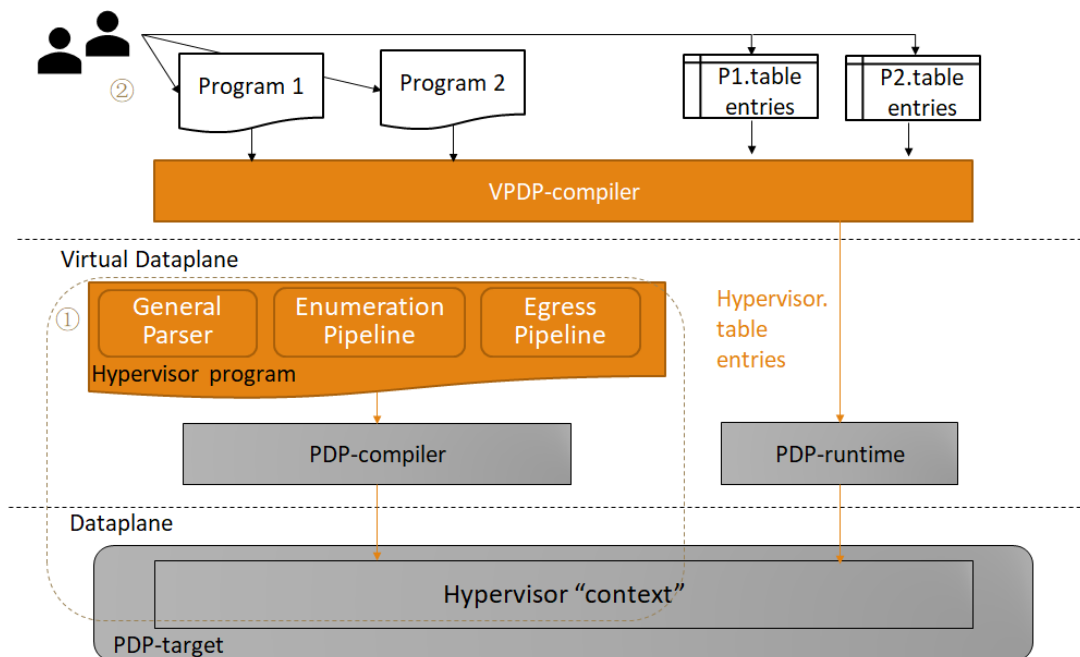 ②
Program 1
Program 2
P1.table
entries
P2.table
entries
VPDP-compiler
Virtual Dataplane
①
General
Parser
Enumeration
Pipeline
Egress
Pipeline
Hypervisor program
Hypervisor.
table
entries
PDP-compiler
PDP-runtime
Dataplane
Hypervisor “context”
PDP-target